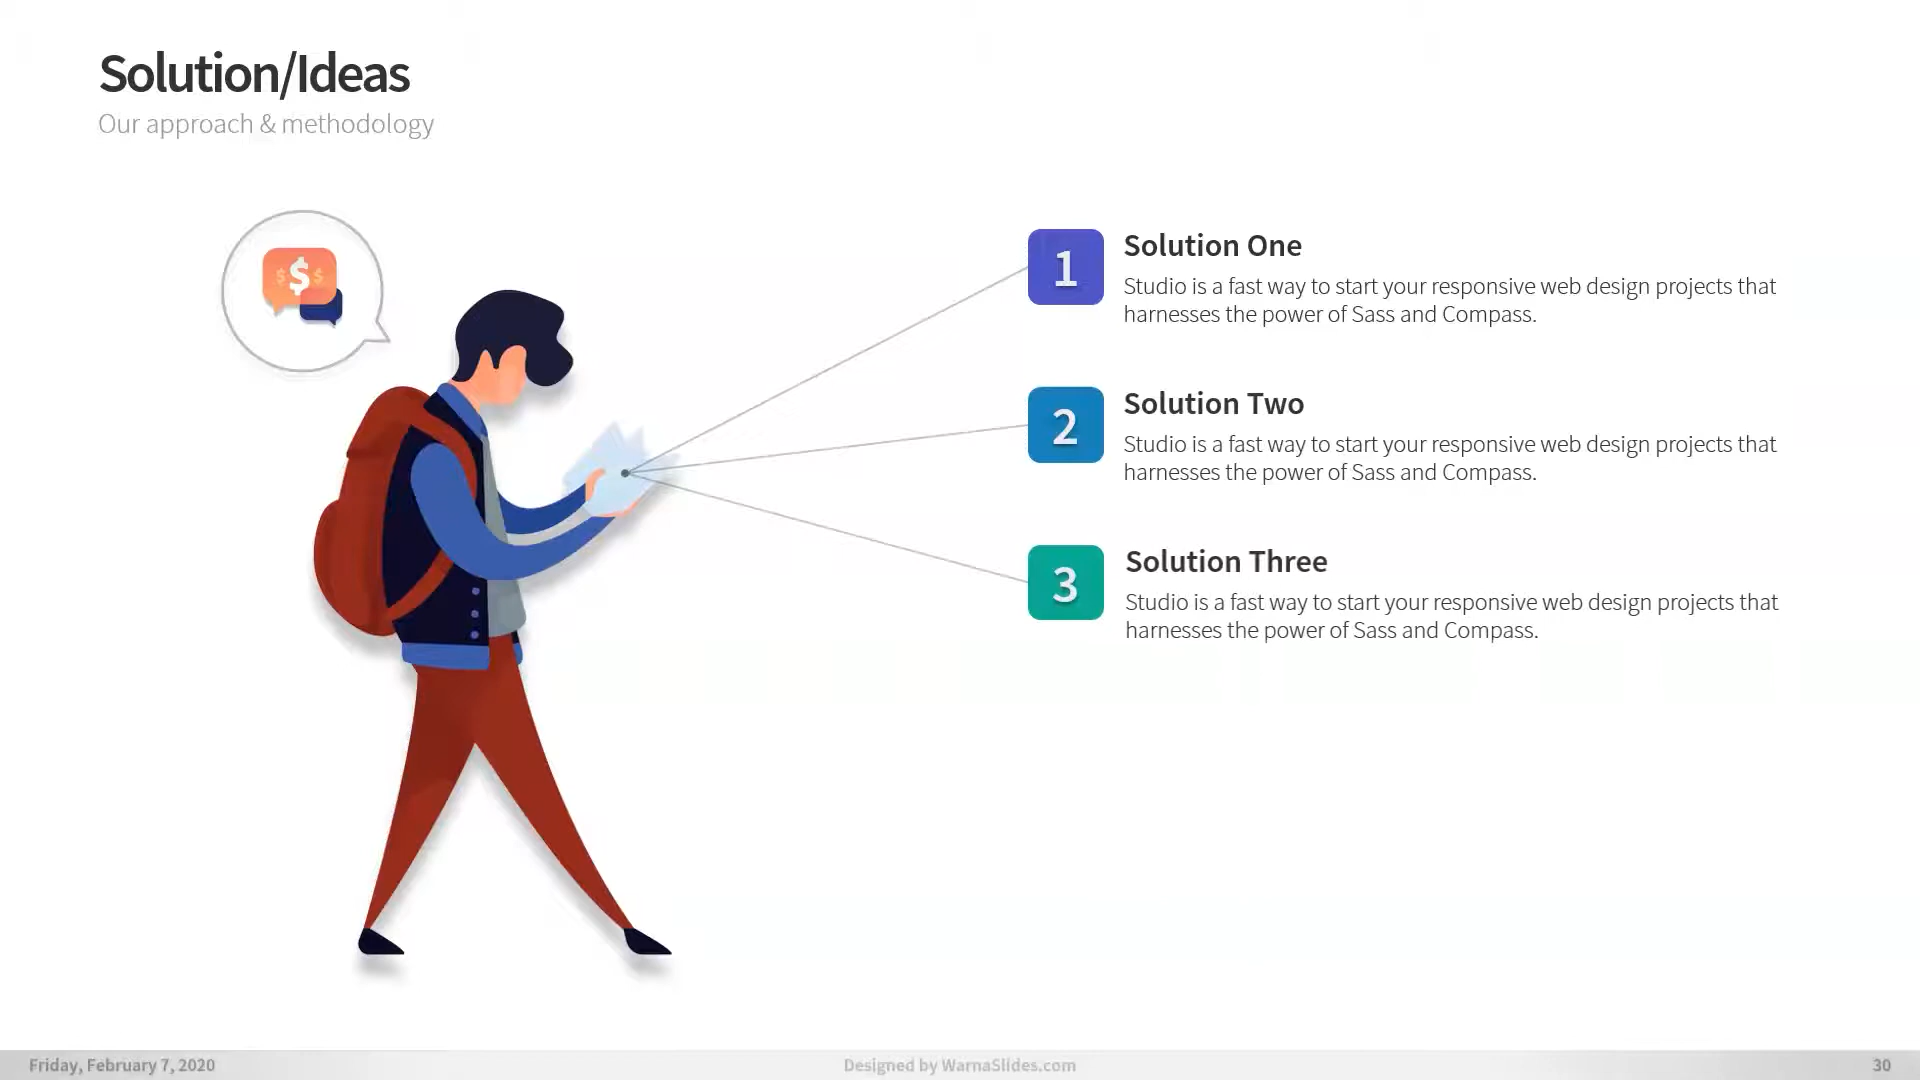 Solution/Ideas
Our approach & methodology
$ $ $
1
Solution One
Studio is a fast way to start your responsive web design projects that
harnesses the power of Sass and Compass.
2
Solution Two
Studio is a fast way to start your responsive web design projects that
harnesses the power of Sass and Compass.
3
Solution Three
Studio is a fast way to start your responsive web design projects that
harnesses the power of Sass and Compass.
Friday, February 7, 2020
Designed by WarnaSlides.com
30